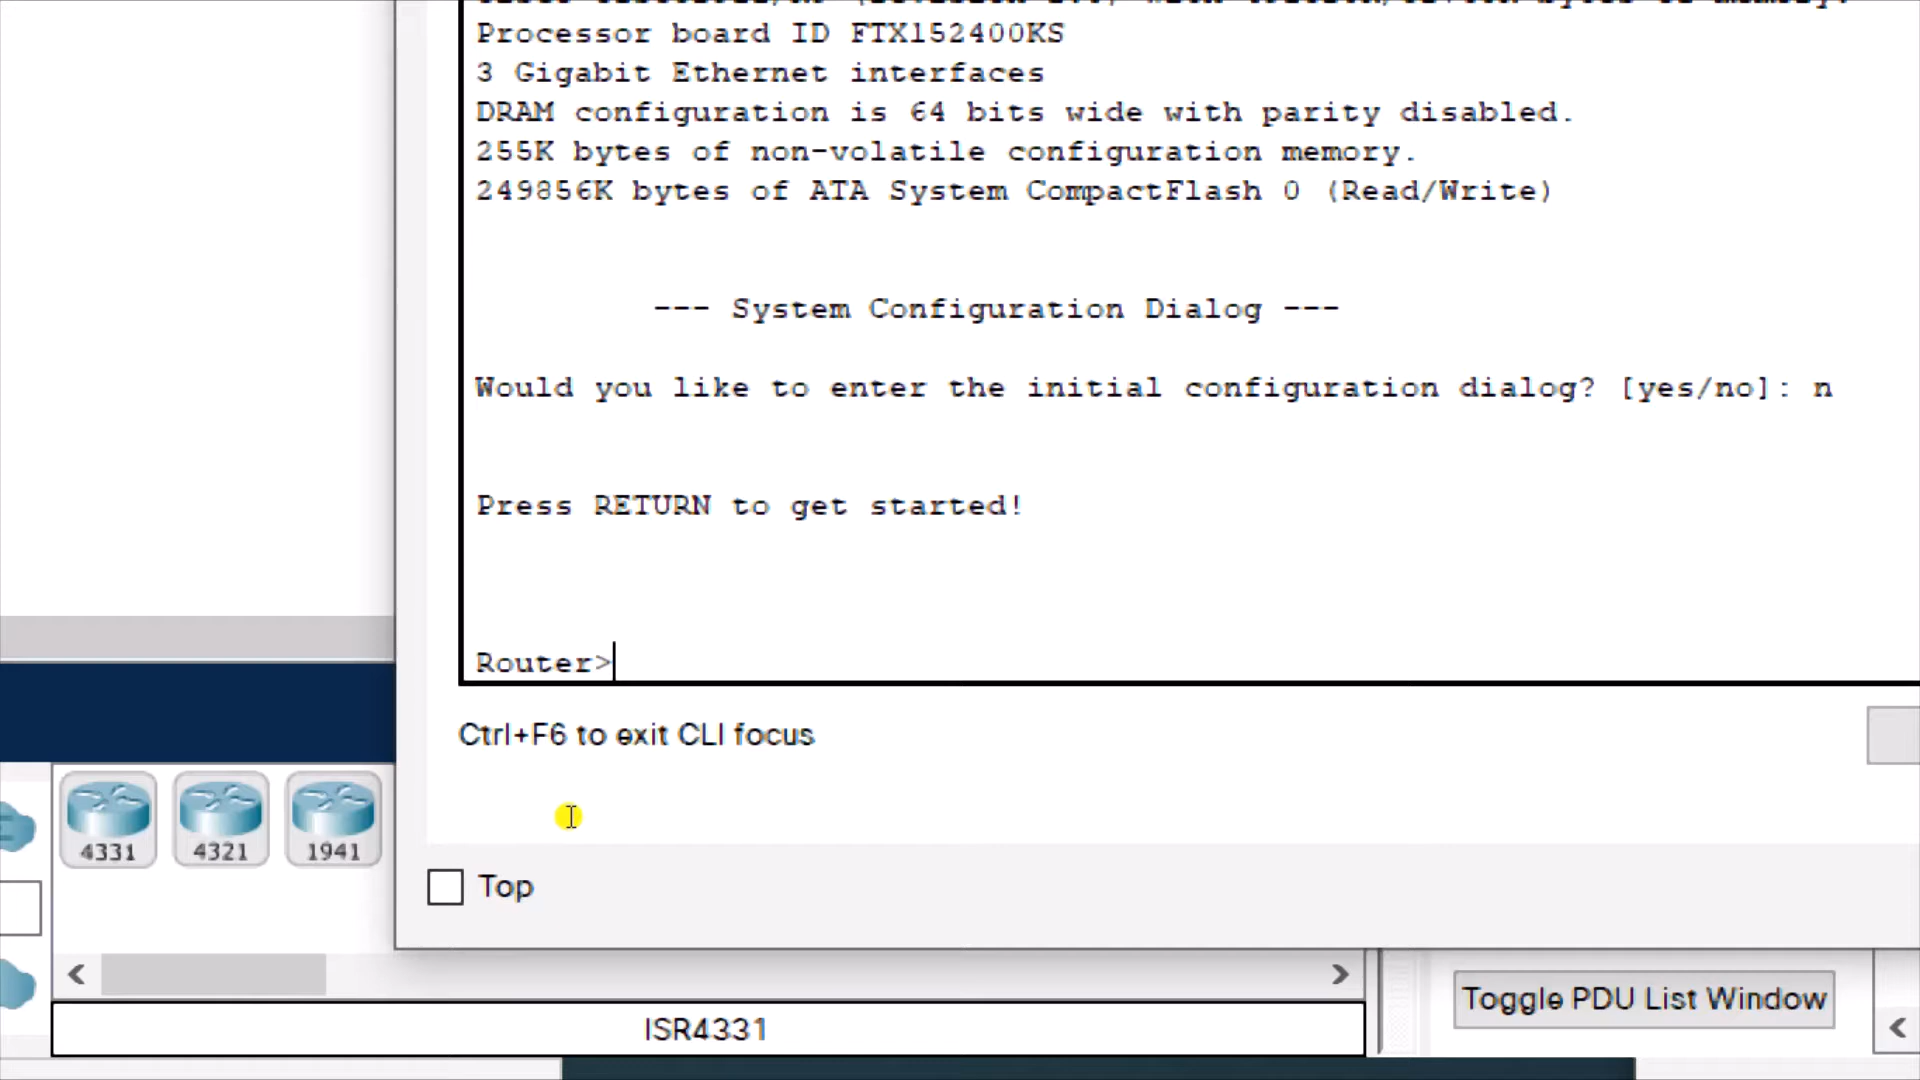 Processor board ID FTX152400KS
3 Gigabit Ethernet interfaces
DRAM configuration is 64 bits wide with parity disabled.
255K bytes of non-volatile configuration memory.
249856K bytes of ATA System CompactFlash 0 (Read/Write)
--- System Configuration Dialog ---
Would you like to enter the initial configuration dialog? [yes/no]: n
Press RETURN to get started!
Router>
Ctrl+F6 to exit CLI focus
4331 4321 1941
Top
Toggle PDU List Window
ISR4331